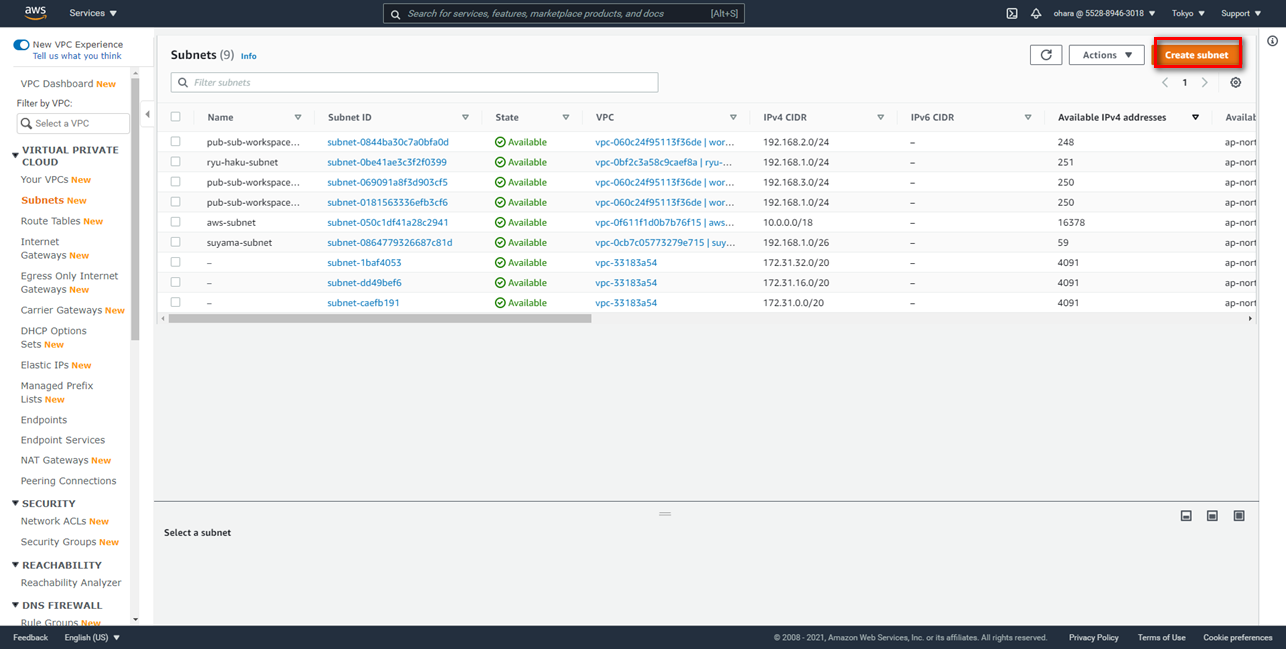 aws Services ▼ Search for services, features, marketplace products, and docs [Alt+S] ohara @ 5528-8946-3018 ▼ Tokyo ▼ Support ▼
New VPC Experience
Tell us what you think
VPC Dashboard New
Filter by VPC:
Select a VPC
VIRTUAL PRIVATE
CLOUD
Your VPCs New
Subnets New
Route Tables New
Internet
Gateways New
Egress Only Internet
Gateways New
Carrier Gateways New
DHCP Options
Sets New
Elastic IPs New
Managed Prefix
Lists New
Endpoints
Endpoint Services
NAT Gateways New
Peering Connections
SECURITY
Network ACLs New
Security Groups New
REACHABILITY
Reachability Analyzer
DNS FIREWALL
Rule Groups New
Subnets (9) Info
Actions ▼
Create subnet
Filter subnets
1
Name Subnet ID State VPC IPv4 CIDR IPv6 CIDR Available IPv4 addresses Availab
pub-sub-workspace... subnet-0844ba30c7a0bfa0d Available vpc-060c24f95113f36de | wor... 192.168.2.0/24 – 248 ap-nort
ryu-haku-subnet subnet-0be41ae3c3f2f0399 Available vpc-0bf2c3a58c9caef8a | ryu-... 192.168.1.0/24 – 251 ap-nort
pub-sub-workspace... subnet-069091a8f3d903cf5 Available vpc-060c24f95113f36de | wor... 192.168.3.0/24 – 250 ap-nort
pub-sub-workspace... subnet-0181563336efb3cf6 Available vpc-060c24f95113f36de | wor... 192.168.1.0/24 – 250 ap-nort
aws-subnet subnet-050c1df41a28c2941 Available vpc-0f611f1d0b7b76f15 | aws... 10.0.0.0/18 – 16378 ap-nort
suyama-subnet subnet-0864779326687c81d Available vpc-0cb7c05773279e715 | suy... 192.168.1.0/26 – 59 ap-nort
– subnet-1baf4053 Available vpc-33183a54 172.31.32.0/20 – 4091 ap-nort
– subnet-dd49bef6 Available vpc-33183a54 172.31.16.0/20 – 4091 ap-nort
– subnet-caefb191 Available vpc-33183a54 172.31.0.0/20 – 4091 ap-nort
Select a subnet
Feedback English (US) ▼ © 2008 - 2021, Amazon Web Services, Inc. or its affiliates. All rights reserved. Privacy Policy Terms of Use Cookie preferences